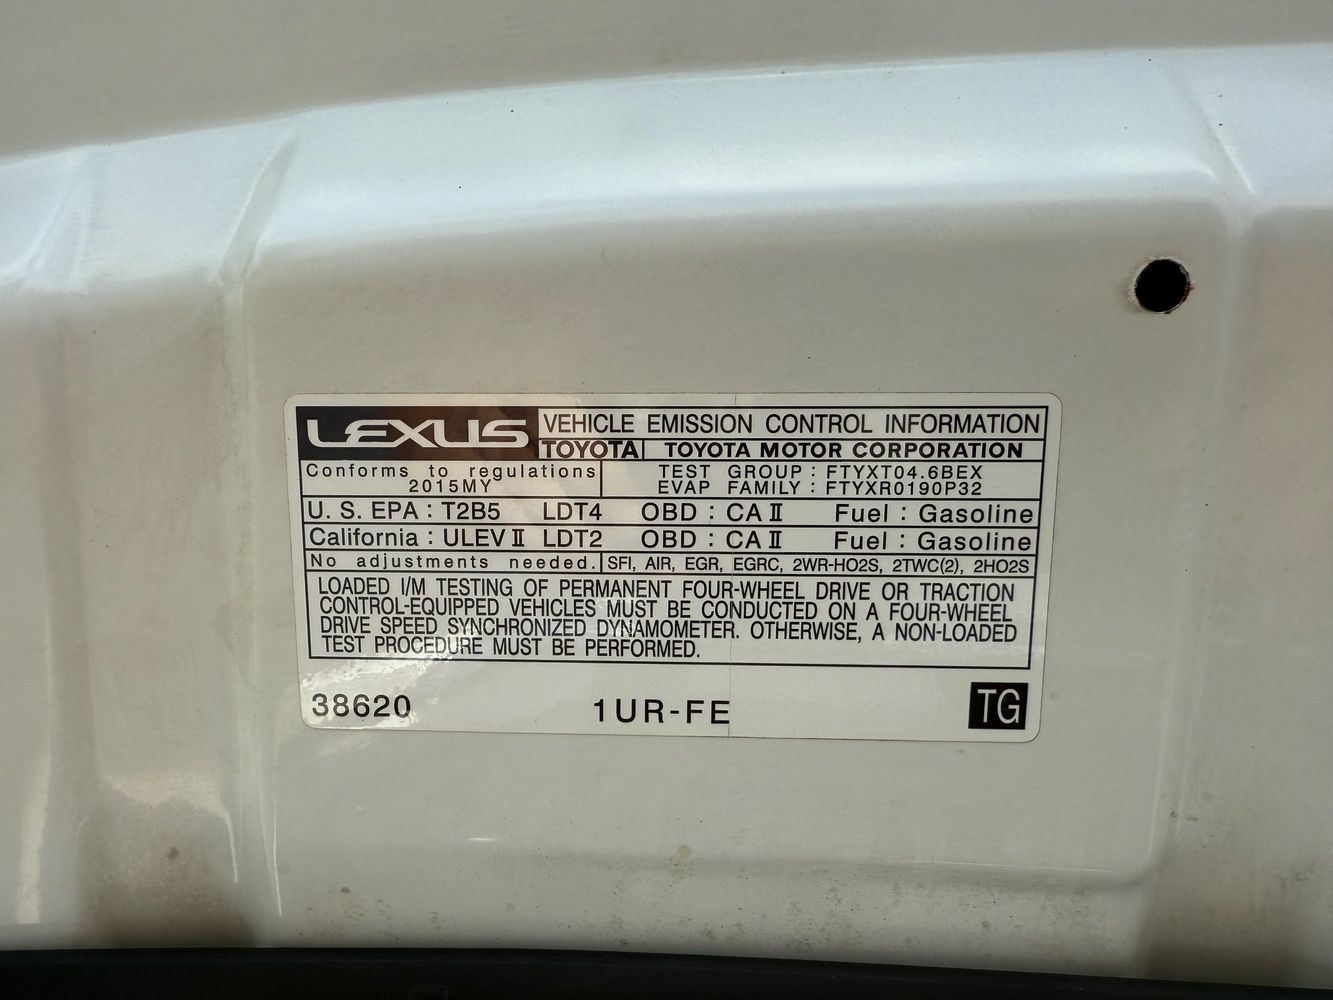 LEXUS VEHICLE EMISSION CONTROL INFORMATION
TOYOTA TOYOTA MOTOR CORPORATION
Conforms to regulations
2015MY
TEST GROUP : FTYXT04.6BEX
EVAP FAMILY : FTYXR0190P32
U. S. EPA : T2B5 LDT4 OBD : CA II Fuel : Gasoline
California : ULEV II LDT2 OBD : CA II Fuel : Gasoline
No adjustments needed. SFI, AIR, EGR, EGRC, 2WR-HO2S, 2TWC(2), 2HO2S
LOADED I/M TESTING OF PERMANENT FOUR-WHEEL DRIVE OR TRACTION
CONTROL-EQUIPPED VEHICLES MUST BE CONDUCTED ON A FOUR-WHEEL
DRIVE SPEED SYNCHRONIZED DYNAMOMETER. OTHERWISE, A NON-LOADED
TEST PROCEDURE MUST BE PERFORMED.
38620 1UR-FE TG